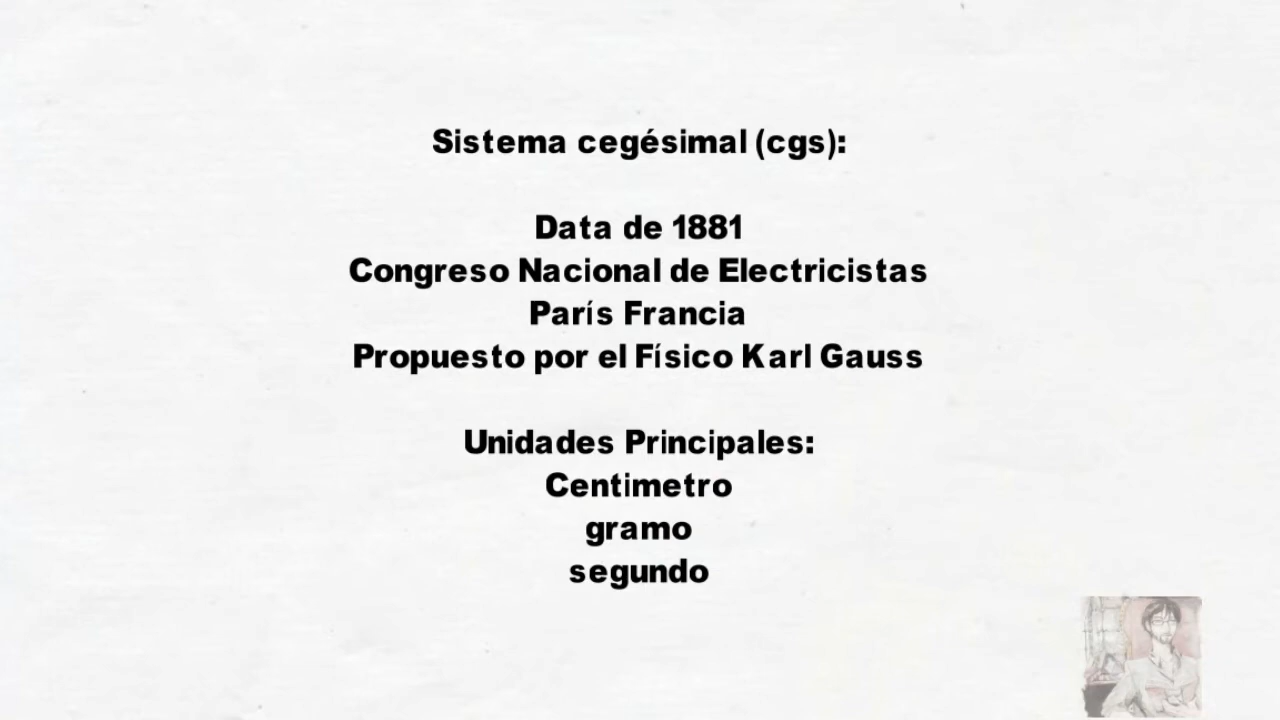 Sistema cegésimal (cgs):
Data de 1881
Congreso Nacional de Electricistas
París Francia
Propuesto por el Físico Karl Gauss
Unidades Principales:
Centimetro
gramo
segundo